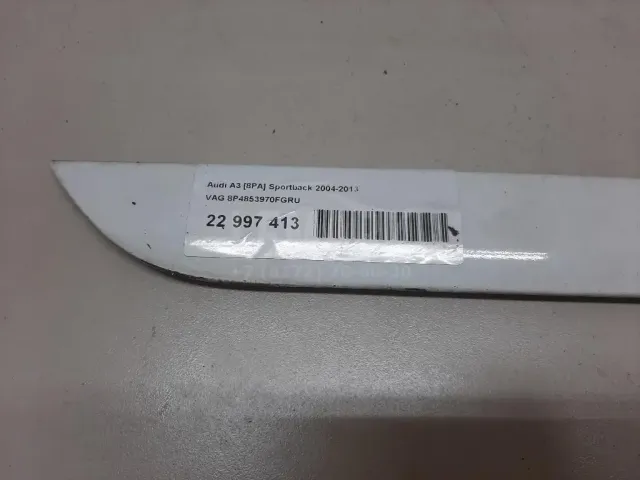 Audi A3 [8PA] Sportback 2004-2013
VAG 8P4853970FGRU
22 997 413